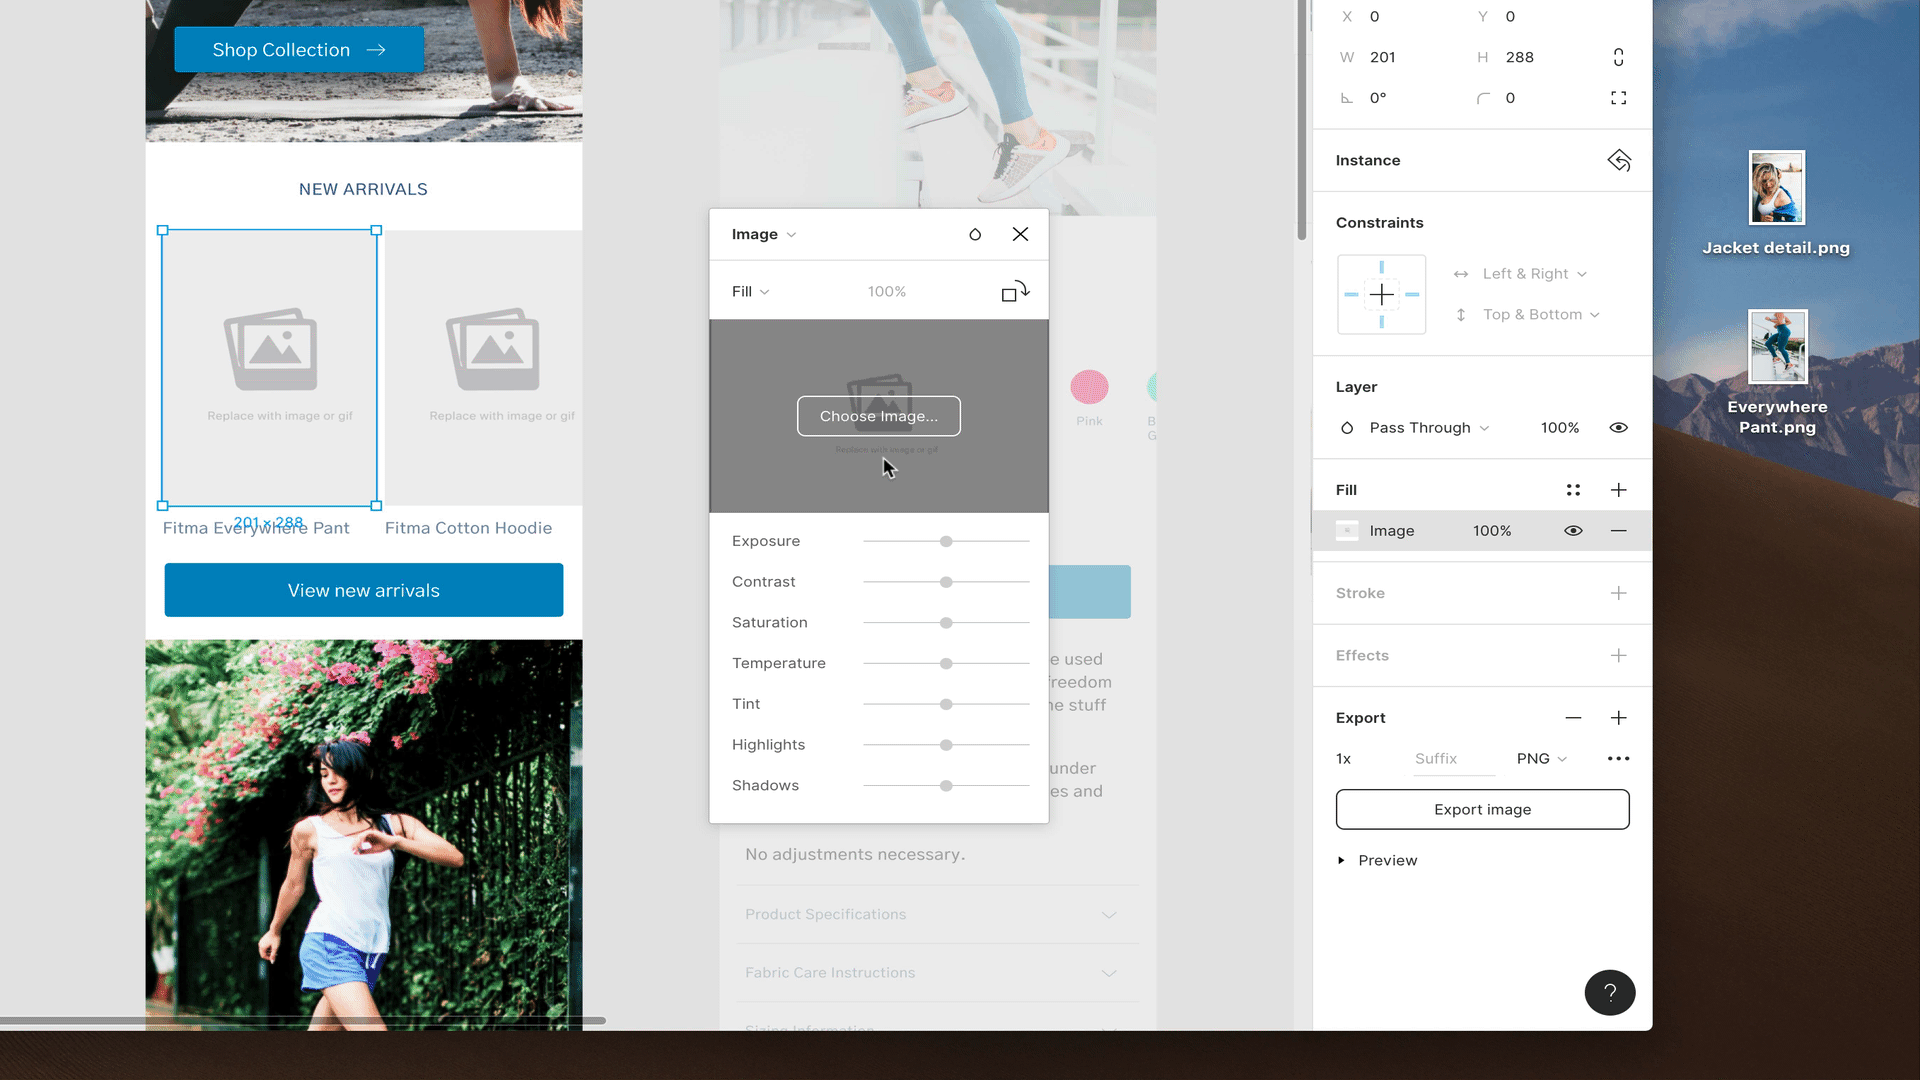 Shop Collection
NEW ARRIVALS
Replace with image or gif
Replace with image or gif
201 × 288
Fitma Everywhere Pant
Fitma Cotton Hoodie
View new arrivals
Image
Fill
100%
Choose Image...
Replace with image or gif
Exposure
Contrast
Saturation
Temperature
Tint
Highlights
Shadows
Pink
B
G
e used
freedom
ne stuff
under
es and
No adjustments necessary.
Product Specifications
Fabric Care Instructions
Sizing Information
X 0
Y 0
W 201
H 288
0°
0
Instance
Constraints
Left & Right
Top & Bottom
Layer
Pass Through
100%
Fill
Image
100%
Stroke
Effects
Export
1x
Suffix
PNG
Export image
Preview
?
Jacket detail.png
Everywhere
Pant.png